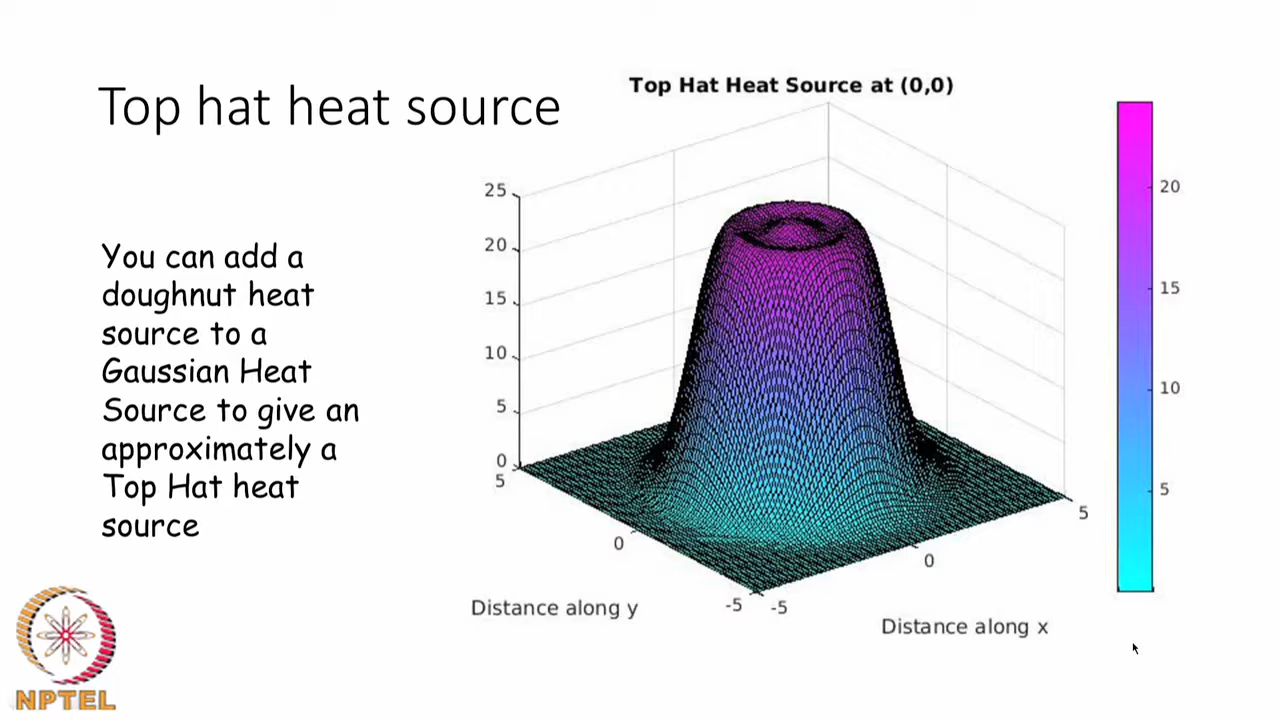 Top hat heat source
You can add a
doughnut heat
source to a
Gaussian Heat
Source to give an
approximately a
Top Hat heat
source
Top Hat Heat Source at (0,0)
25
20
15
10
5
0
5
0
-5
-5
0
5
Distance along y
Distance along x
20
15
10
5
NPTEL